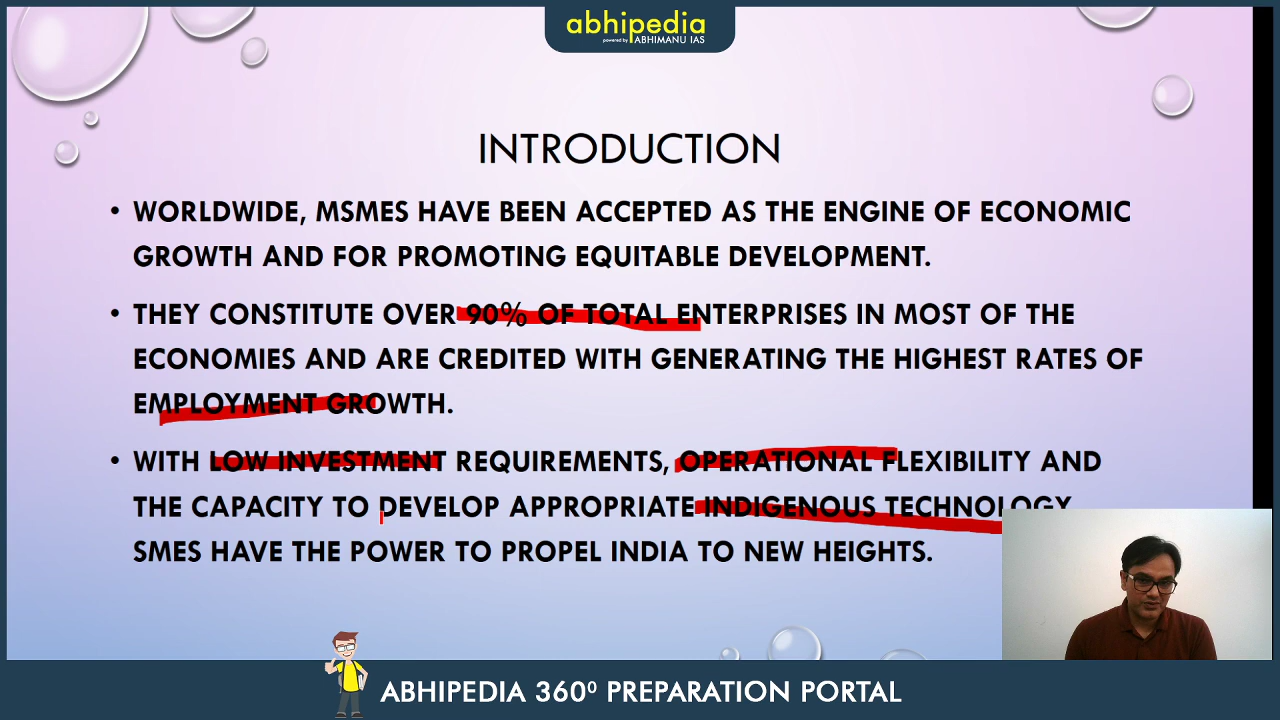 abhipedia
powered by ABHIMANU IAS
INTRODUCTION
• WORLDWIDE, MSMES HAVE BEEN ACCEPTED AS THE ENGINE OF ECONOMIC
GROWTH AND FOR PROMOTING EQUITABLE DEVELOPMENT.
• THEY CONSTITUTE OVER 90% OF TOTAL ENTERPRISES IN MOST OF THE
ECONOMIES AND ARE CREDITED WITH GENERATING THE HIGHEST RATES OF
EMPLOYMENT GROWTH.
• WITH LOW INVESTMENT REQUIREMENTS, OPERATIONAL FLEXIBILITY AND
THE CAPACITY TO DEVELOP APPROPRIATE INDIGENOUS TECHNOLOGY
SMES HAVE THE POWER TO PROPEL INDIA TO NEW HEIGHTS.
ABHIPEDIA 360⁰ PREPARATION PORTAL